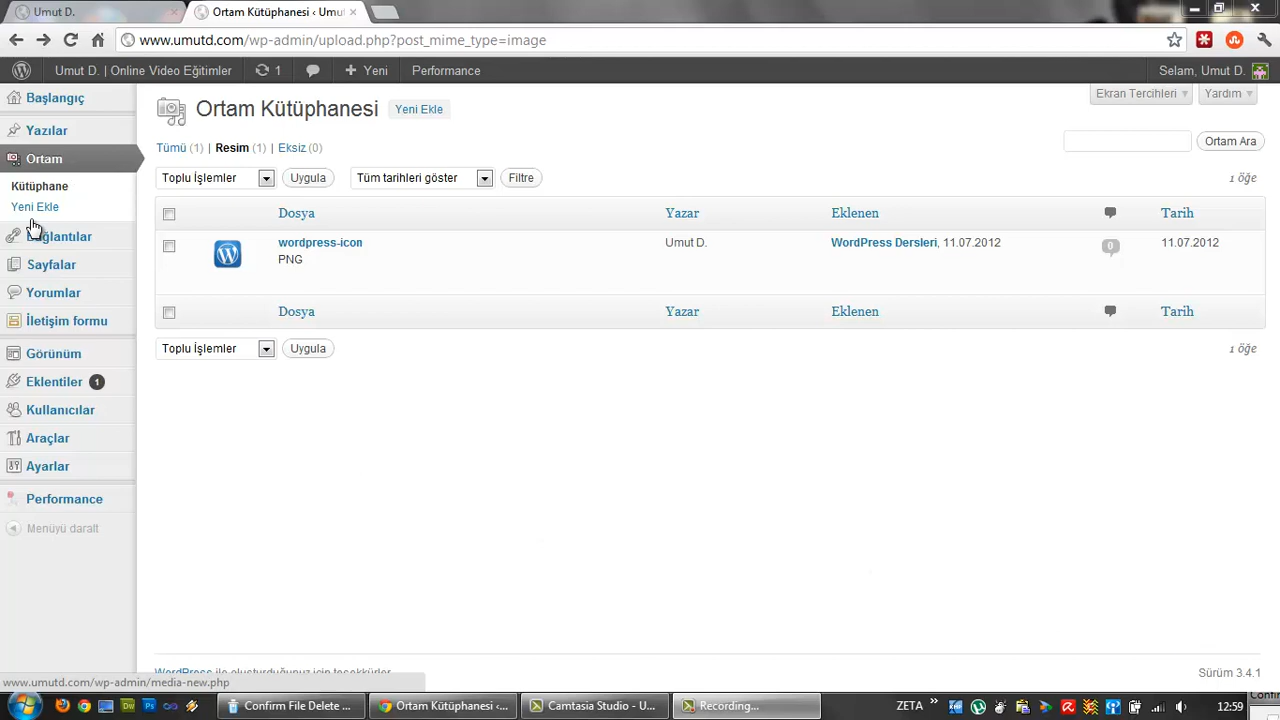 Umut D.
Ortam Kütüphanesi ‹ Umut
www.umutd.com/wp-admin/upload.php?post_mime_type=image
Umut D. | Online Video Eğitimler
1
Yeni
Performance
Selam, Umut D.
Başlangıç
Yazılar
Ortam
Kütüphane
Yeni Ekle
Bağlantılar
Sayfalar
Yorumlar
İletişim formu
Görünüm
Eklentiler 1
Kullanıcılar
Araçlar
Ayarlar
Performance
Menüyü daralt
Ortam Kütüphanesi Yeni Ekle
Ekran Tercihleri
Yardım
Tümü (1) | Resim (1) | Eksiz (0)
Ortam Ara
Toplu İşlemler Uygula Tüm tarihleri göster Filtre 1 öğe
Dosya Yazar Eklenen Tarih
wordpress-icon Umut D. WordPress Dersleri, 11.07.2012 0 11.07.2012
PNG
Dosya Yazar Eklenen Tarih
Toplu İşlemler Uygula 1 öğe
WordPress ile oluşturduğunuz için teşekkürler
Sürüm 3.4.1
www.umutd.com/wp-admin/media-new.php
Confirm File Delete ...
Ortam Kütüphanesi ‹...
Camtasia Studio - U...
Recording...
ZETA
12:59